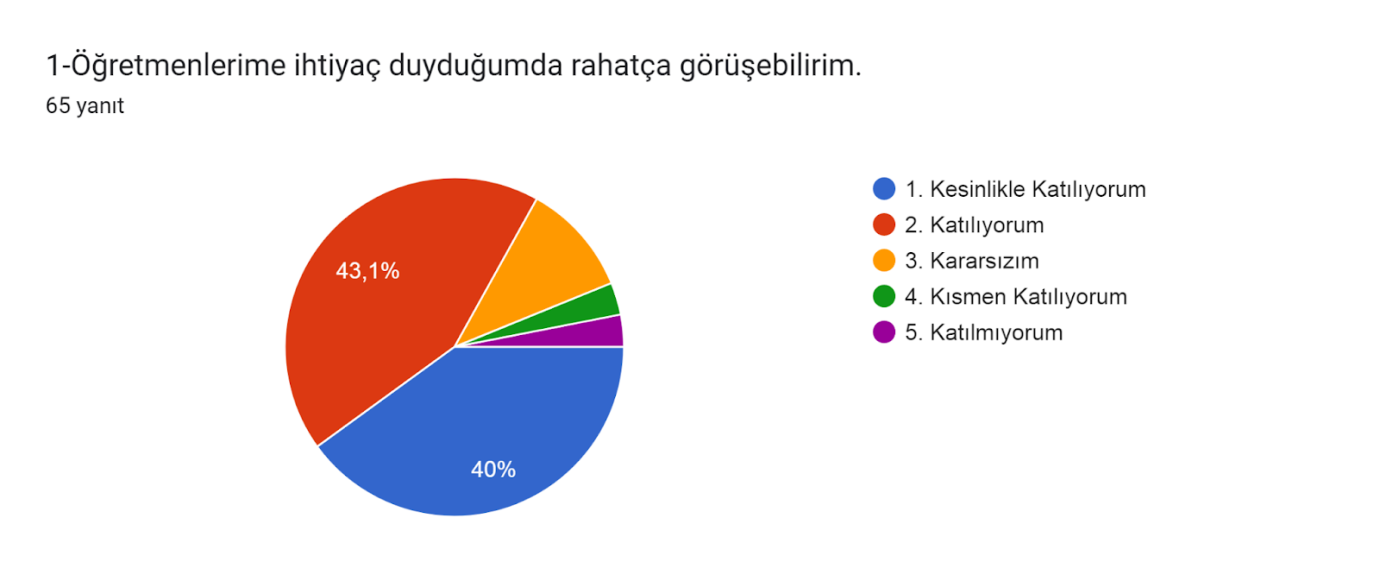 1-Öğretmenlerime ihtiyaç duyduğumda rahatça görüşebilirim.
65 yanıt
1. Kesinlikle Katılıyorum
2. Katılıyorum
3. Kararsızım
4. Kısmen Katılıyorum
5. Katılmıyorum
43,1%
40%